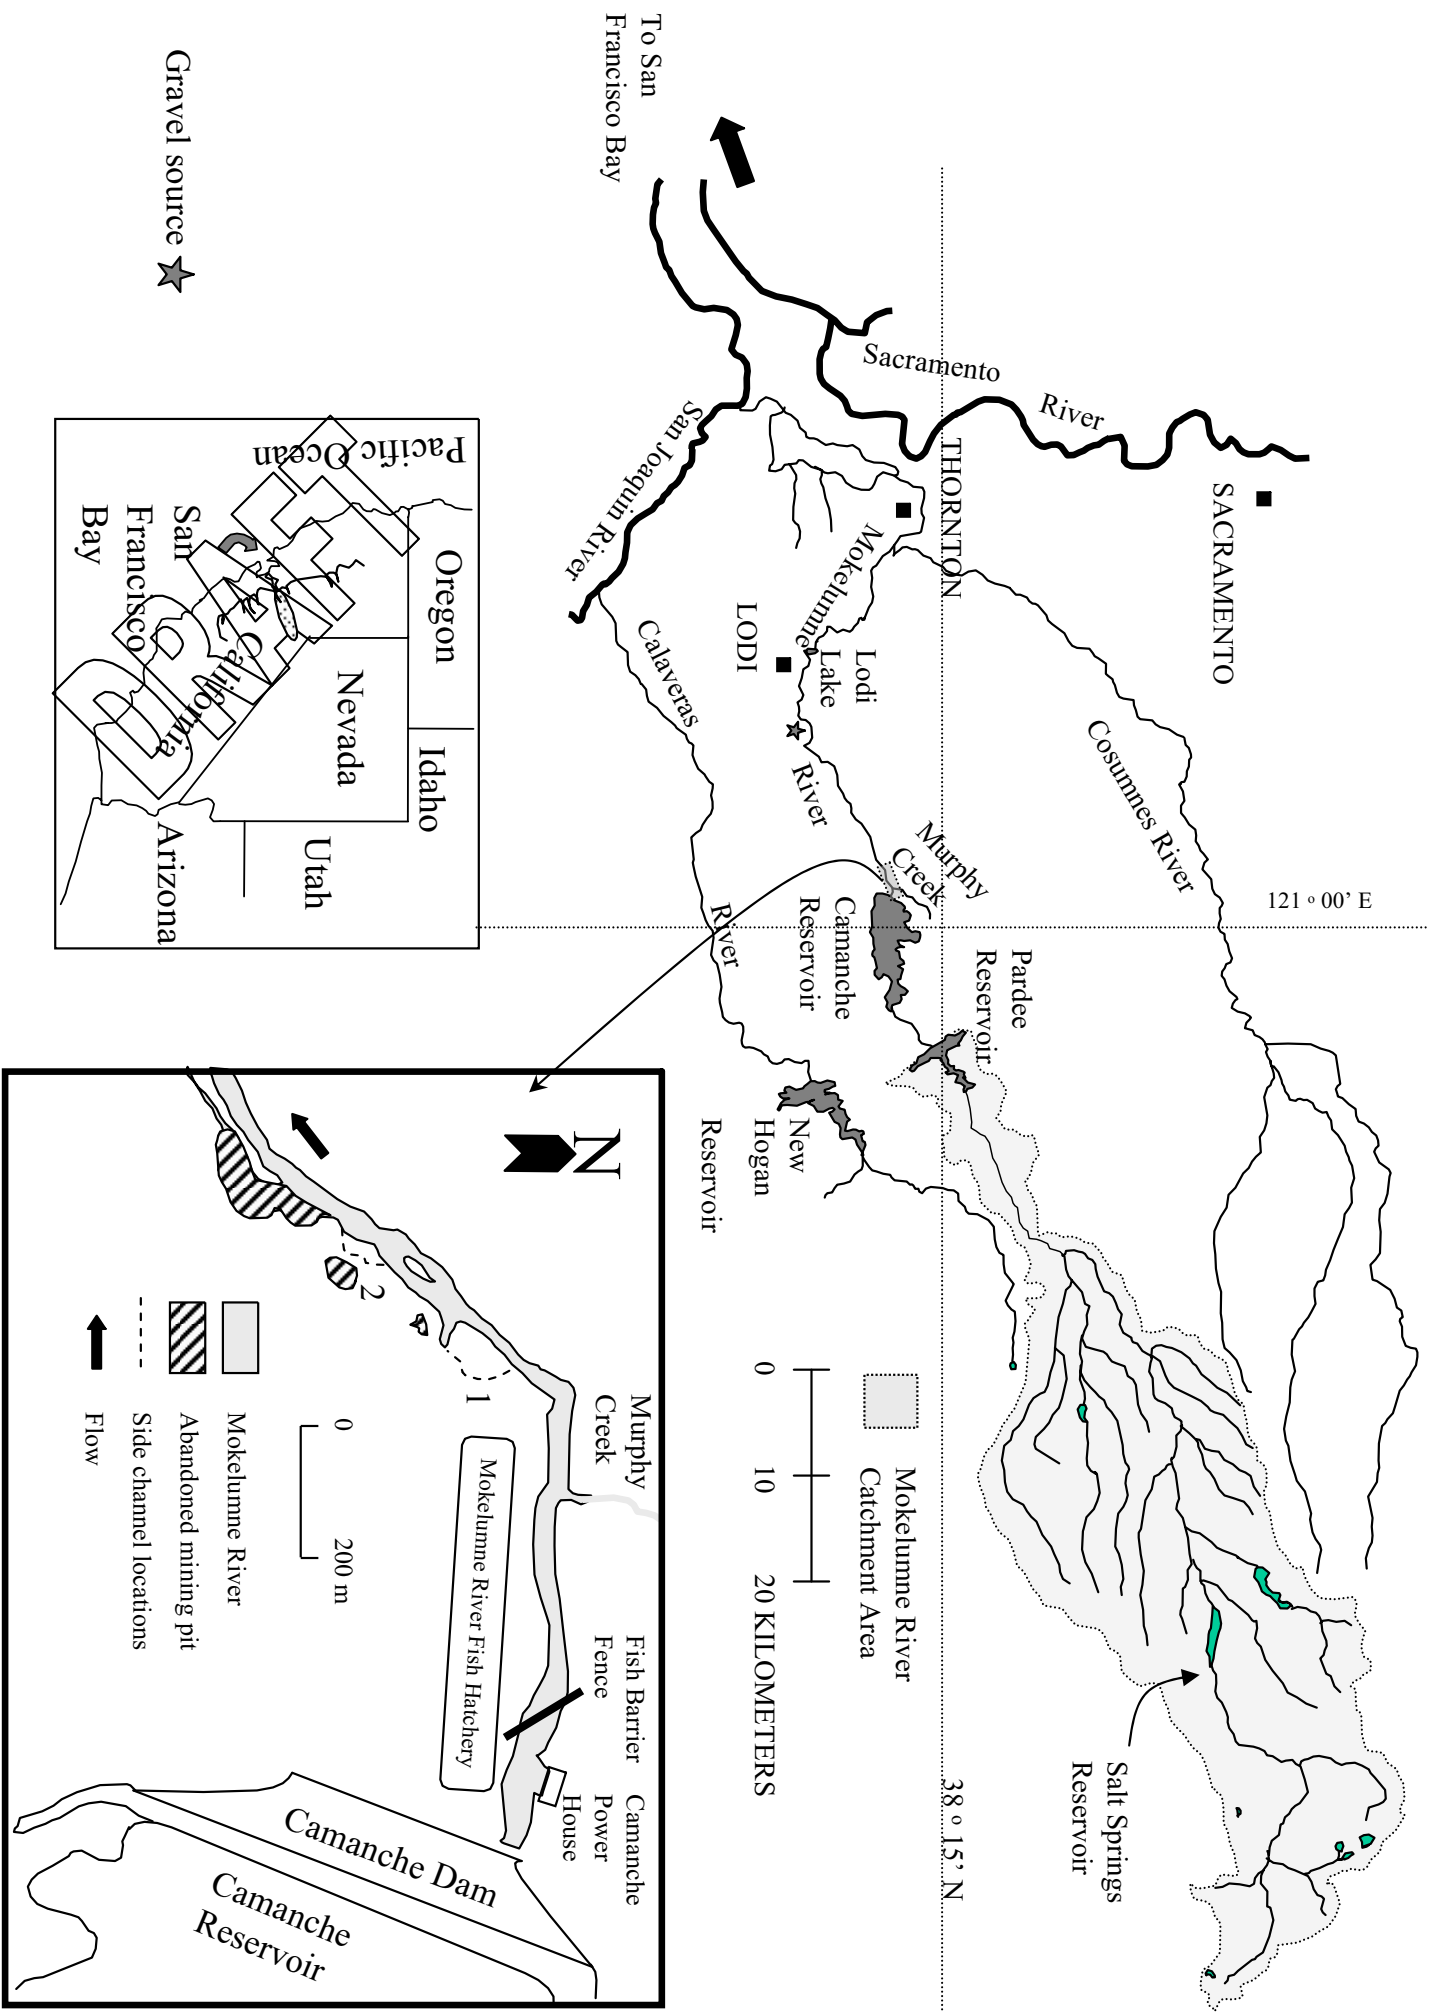 SACRAMENTO
121 º 00' E
Sacramento
River
THORNTON
Cosumnes River
To San
Francisco Bay
Mokelumne
River
Lodi
Lake
LODI
San Joaquin River
Calaveras
River
Murphy
Creek
Camanche
Reservoir
Pardee
Reservoir
New
Hogan
Reservoir
38 º 15' N
Salt Springs
Reservoir
Mokelumne River
Catchment Area
0
10
20 KILOMETERS
Gravel source
Pacific Ocean
Oregon
Idaho
Nevada
Utah
California
Arizona
San
Francisco
Bay
DRAFT
N
Murphy
Creek
Fish Barrier
Fence
Camanche
Power
House
Mokelumne River Fish Hatchery
1
2
0
200 m
Mokelumne River
Abandoned mining pit
Side channel locations
Flow
Camanche Dam
Camanche
Reservoir